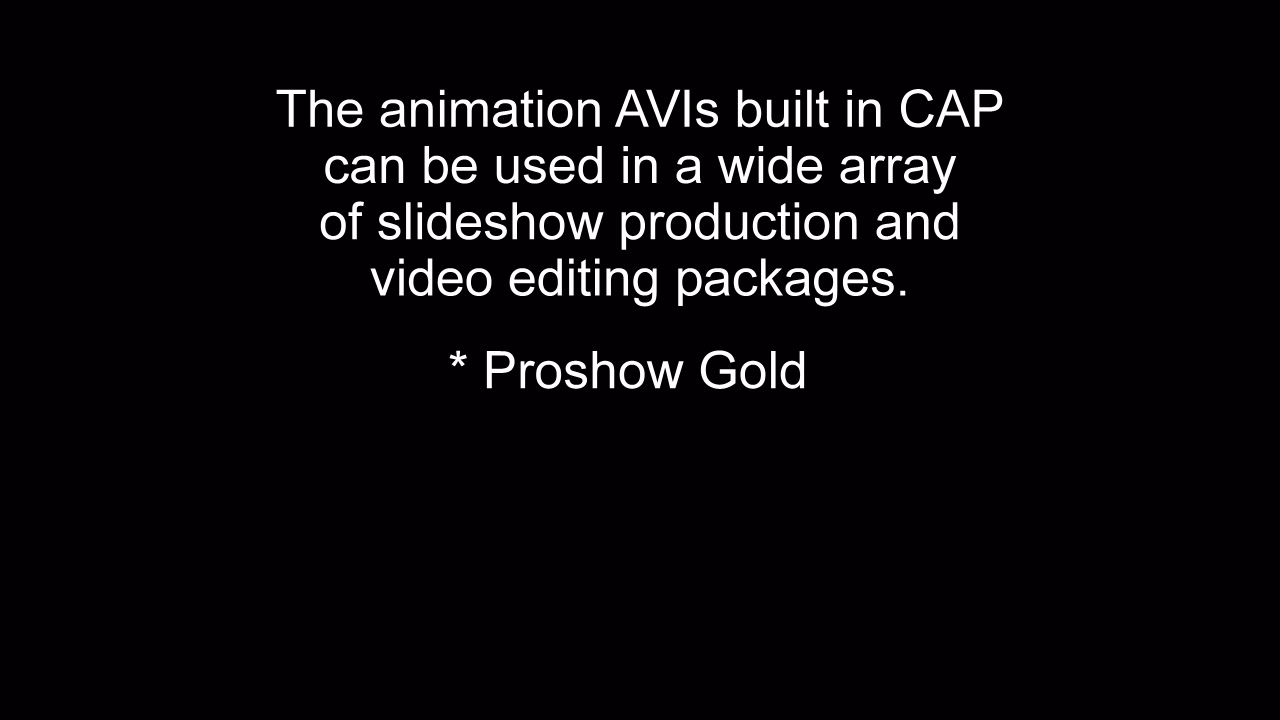 The animation AVIs built in CAP
can be used in a wide array
of slideshow production and
video editing packages.
* Proshow Gold